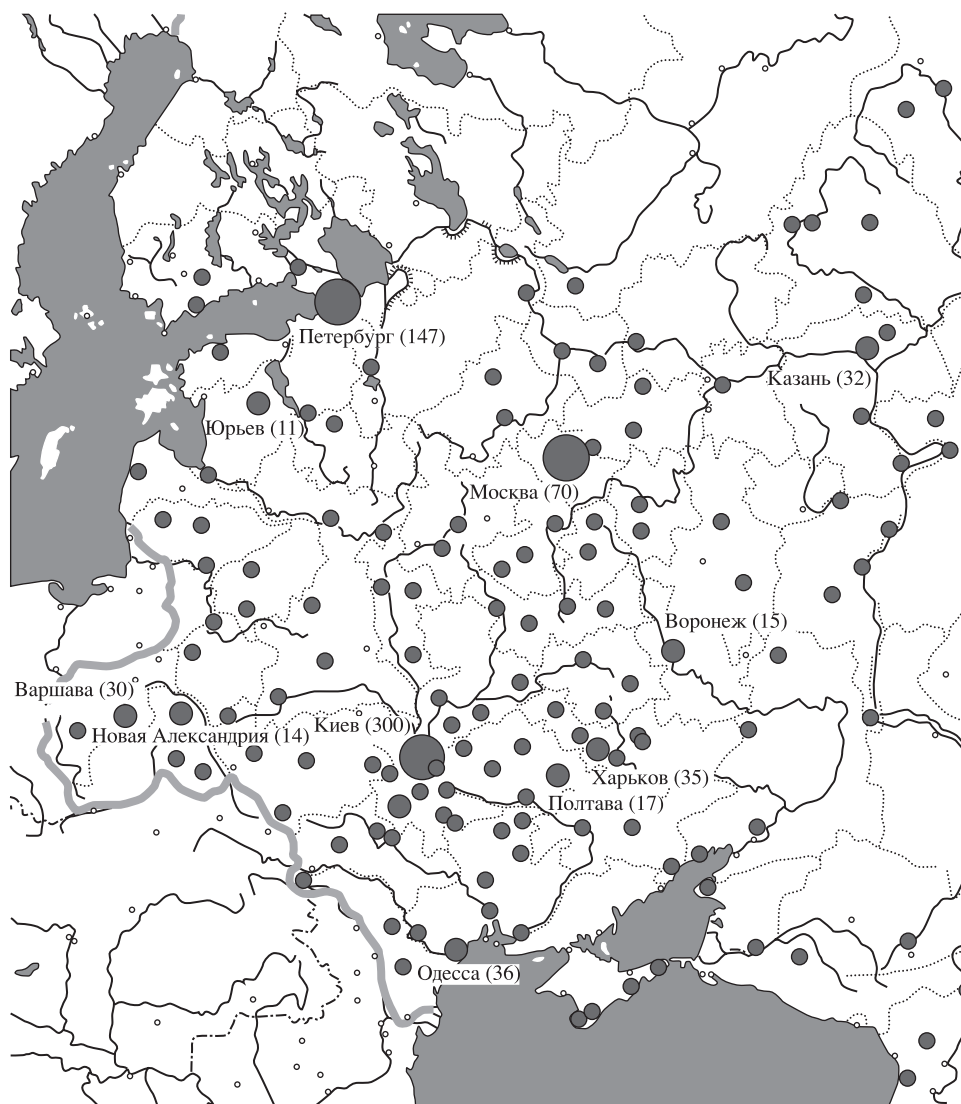 Петербург (147)
Казань (32)
Юрьев (11)
Москва (70)
Воронеж (15)
Варшава (30)
Киев (300)
Новая Александрия (14)
Харьков (35)
Полтава (17)
Одесса (36)